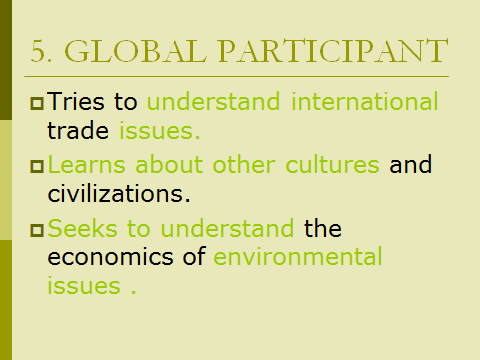 5. GLOBAL PARTICIPANT
Tries to understand international
trade issues.
Learns about other cultures and
civilizations.
Seeks to understand the
economics of environmental
issues .